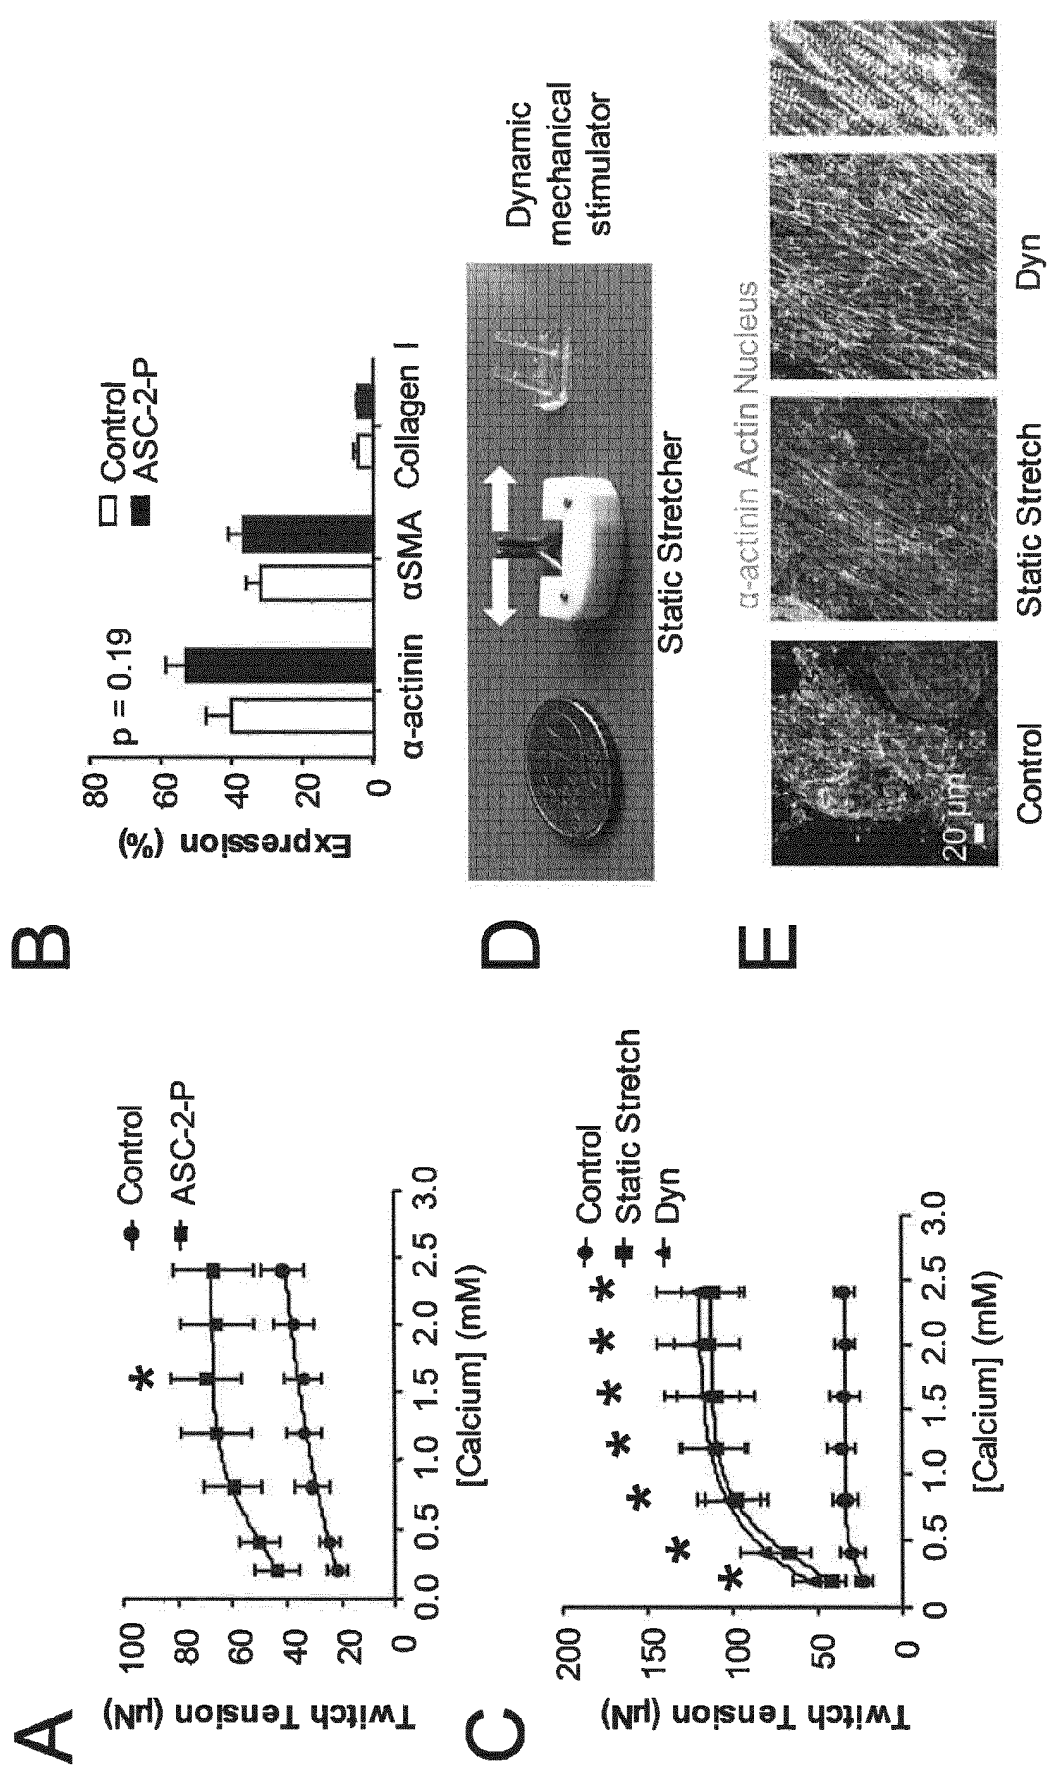 A
Twitch Tension (µN)
100
80
60
40
20
0
0.0
0.5
1.0
1.5
2.0
2.5
3.0
[Calcium] (mM)
*
Control
ASC-2-P
B
Expression (%)
80
60
40
20
0
p = 0.19
Control
ASC-2-P
α-actinin
αSMA
Collagen I
C
Twitch Tension (µN)
200
150
100
50
0
0
0.5
1.0
1.5
2.0
2.5
3.0
[Calcium] (mM)
* * * * * * *
Control
Static Stretch
Dyn
D
Static Stretcher
Dynamic
mechanical
stimulator
E
α-actinin Actin Nucleus
20 µm
Control
Static Stretch
Dyn